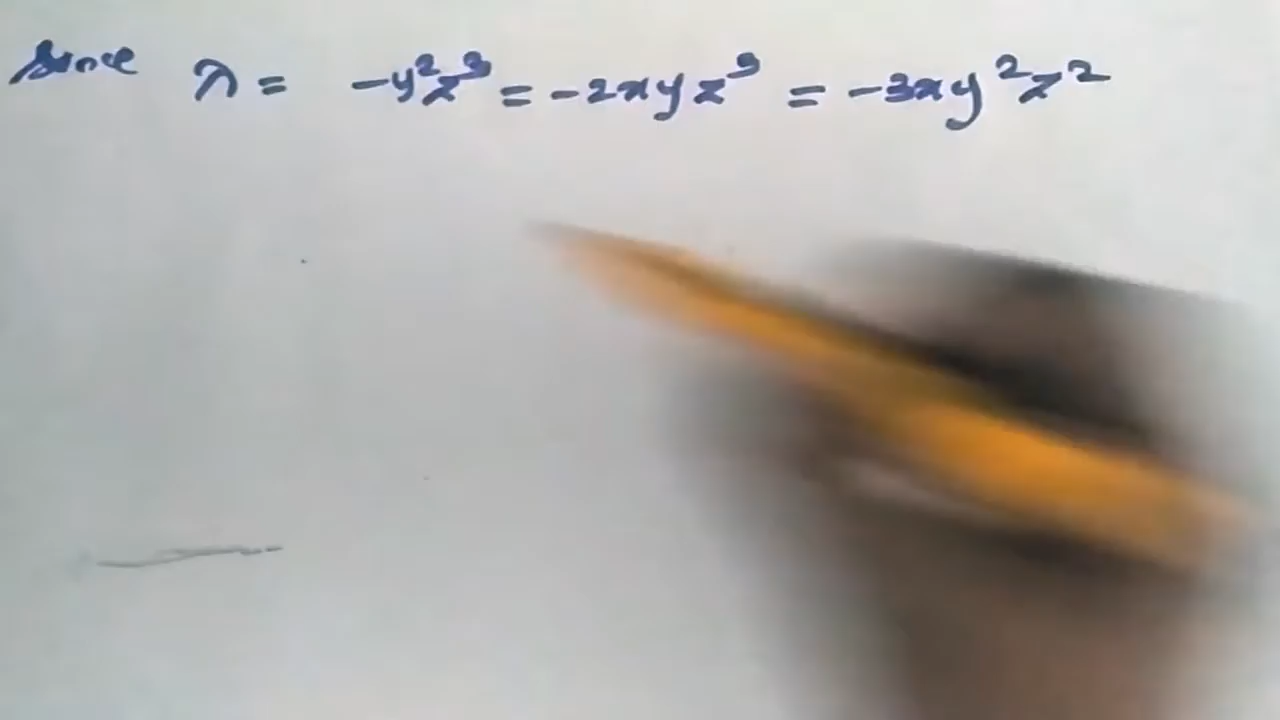 Since λ = -y²z³ = -2xyz³ = -3xy²z²